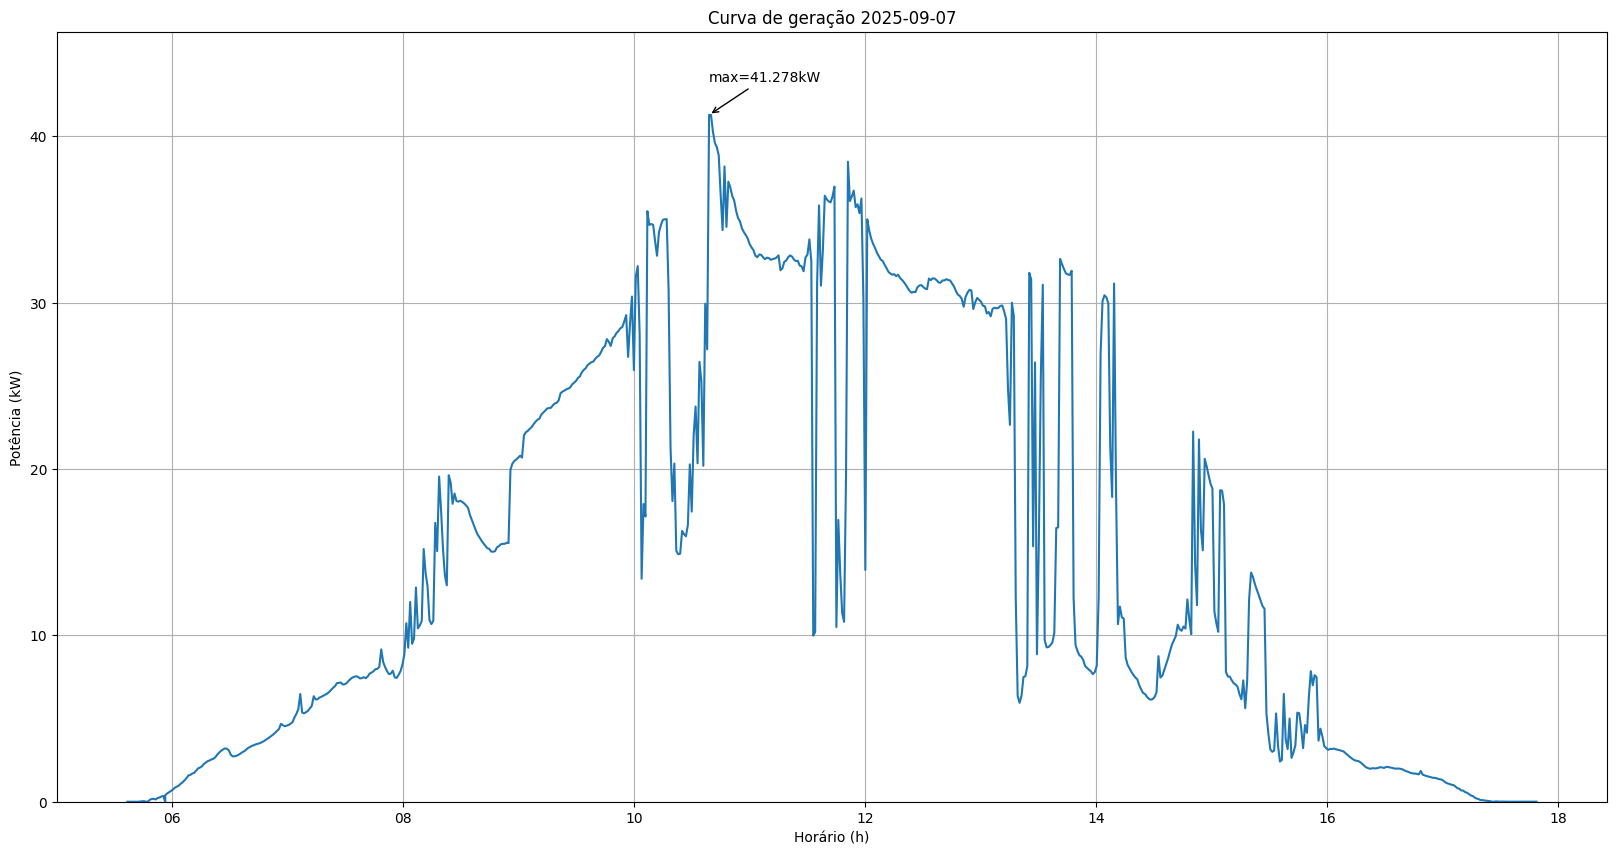 Curva de geração 2025-09-07
max=41.278kW
40
30
20
10
0
Potência (kW)
06 08 10 12 14 16 18
Horário (h)